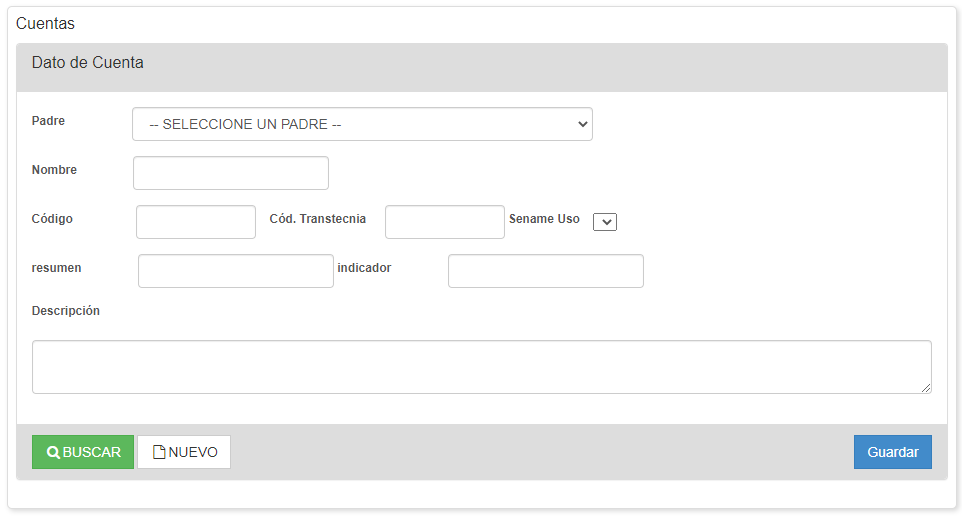 Cuentas
Dato de Cuenta
Padre -- SELECCIONE UN PADRE --
Nombre
Código Cód. Transtecnia Sename Uso
resumen indicador
Descripción
BUSCAR NUEVO Guardar